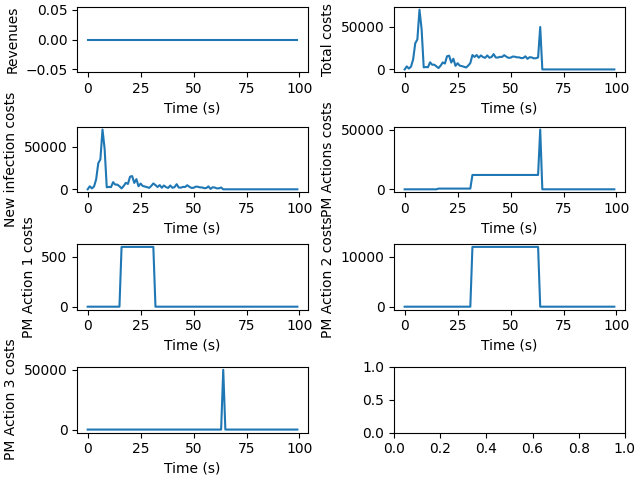 Revenues
0.05
0.00
−0.05
0 25 50 75 100
Time (s)
Total costs
50000
0
0 25 50 75 100
Time (s)
New infection costs
50000
0
0 25 50 75 100
Time (s)
PM Actions costs
50000
0
0 25 50 75 100
Time (s)
PM Action 1 costs
500
0
0 25 50 75 100
Time (s)
PM Action 2 costs
10000
0
0 25 50 75 100
Time (s)
PM Action 3 costs
50000
0
0 25 50 75 100
Time (s)
1.0
0.5
0.0
0.0 0.2 0.4 0.6 0.8 1.0